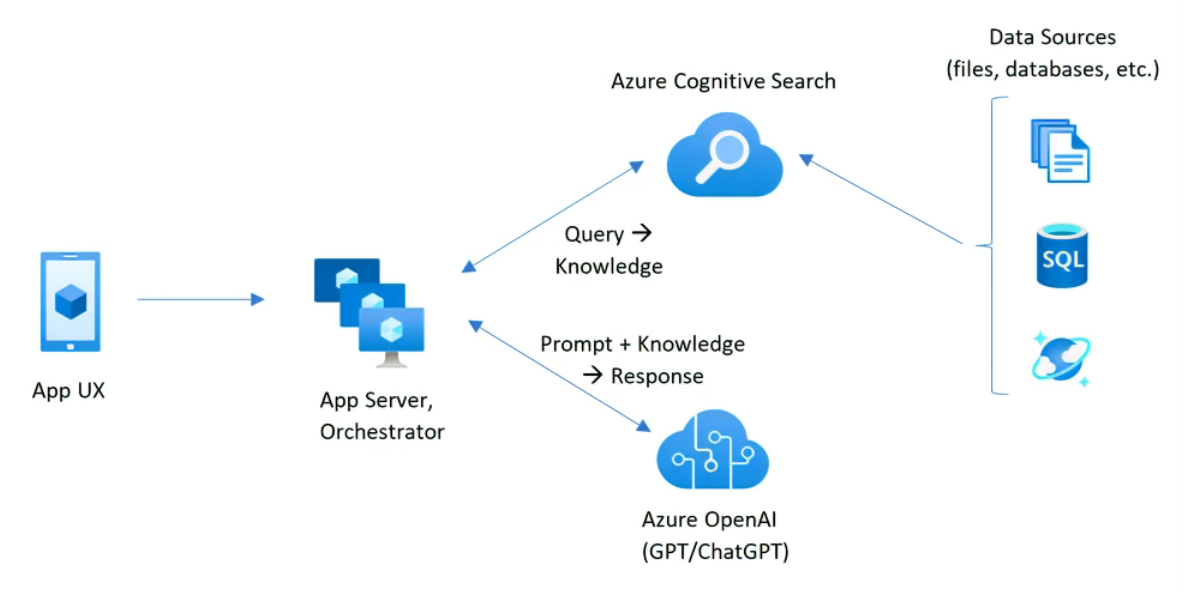 Data Sources
(files, databases, etc.)
Azure Cognitive Search
Query →
Knowledge
SQL
Prompt + Knowledge
→ Response
App UX
App Server,
Orchestrator
Azure OpenAI
(GPT/ChatGPT)